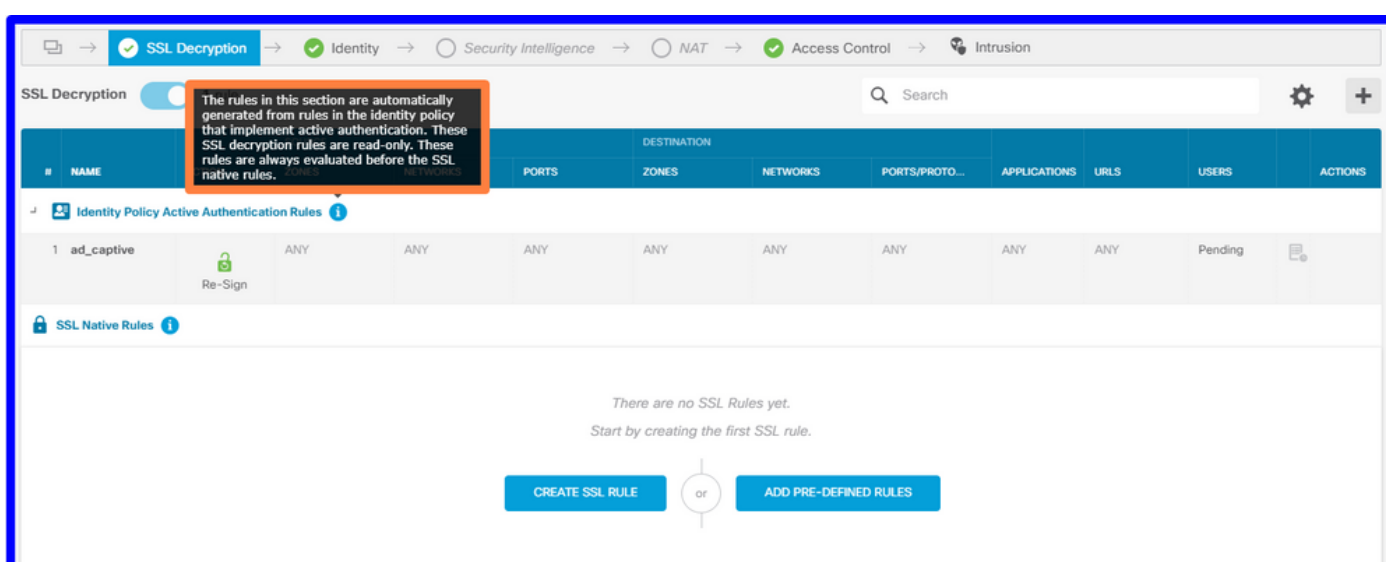 SSL Decryption
Identity
Security Intelligence
NAT
Access Control
Intrusion
SSL Decryption
Search
The rules in this section are automatically
generated from rules in the identity policy
that implement active authentication. These
SSL decryption rules are read-only. These
rules are always evaluated before the SSL
native rules.
DESTINATION
# NAME ZONES NETWORKS PORTS ZONES NETWORKS PORTS/PROTO... APPLICATIONS URLS USERS ACTIONS
Identity Policy Active Authentication Rules
1 ad_captive Re-Sign ANY ANY ANY ANY ANY ANY ANY ANY Pending
SSL Native Rules
There are no SSL Rules yet.
Start by creating the first SSL rule.
CREATE SSL RULE or ADD PRE-DEFINED RULES